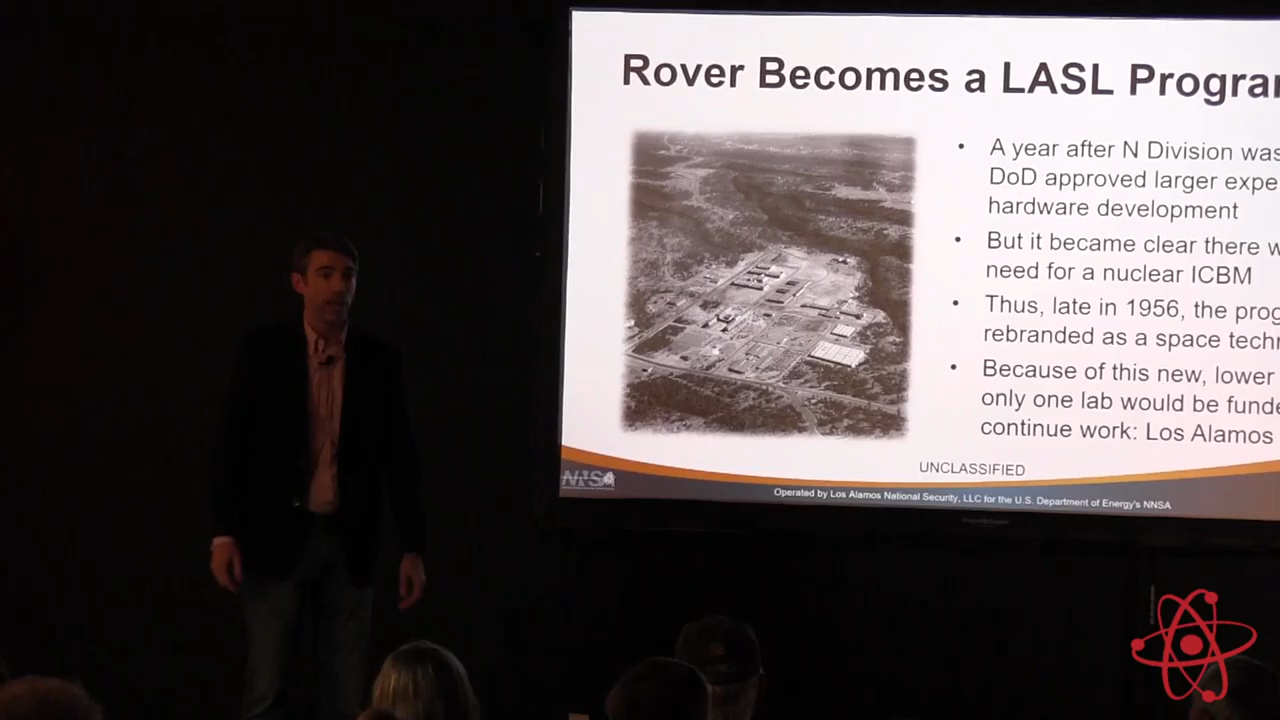 Rover Becomes a LASL Progra
• A year after N Division was
DoD approved larger expe
hardware development
• But it became clear there w
need for a nuclear ICBM
• Thus, late in 1956, the prog
rebranded as a space techn
• Because of this new, lower
only one lab would be funde
continue work: Los Alamos
UNCLASSIFIED
NNSA
Operated by Los Alamos National Security, LLC for the U.S. Department of Energy's NNSA